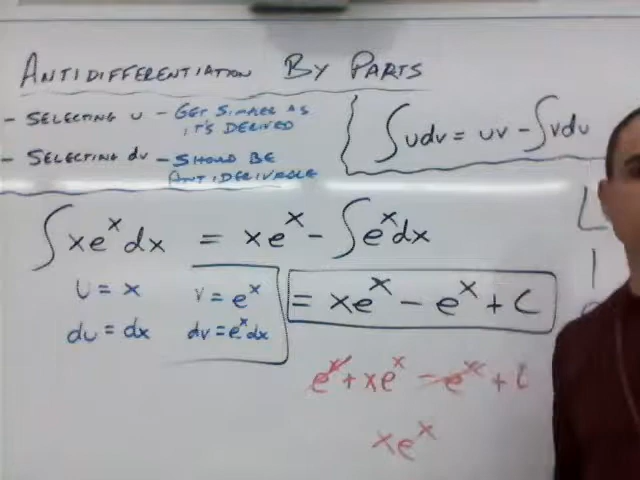 ANTIDIFFERENTIATION BY PARTS
- SELECTING U - GET SIMPLER AS IT'S DERIVED
- SELECTING dv - SHOULD BE ANTIDERIVABLE
∫udv = uv - ∫vdu
∫xe^x dx = xe^x - ∫e^x dx
u = x
du = dx
v = e^x
dv = e^x dx
= xe^x - e^x + C
e^x + xe^x - e^x + C
xe^x
L
I